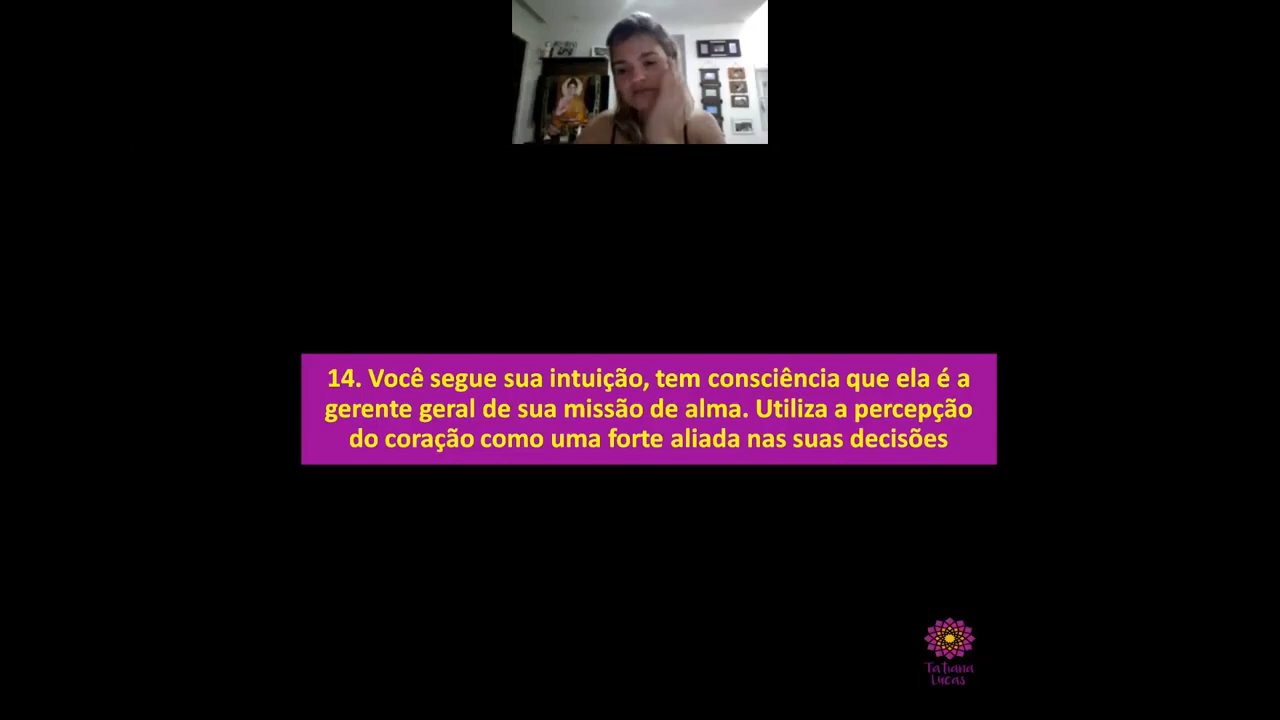 14. Você segue sua intuição, tem consciência que ela é a
gerente geral de sua missão de alma. Utiliza a percepção
do coração como uma forte aliada nas suas decisões
Tatiana
Lucas